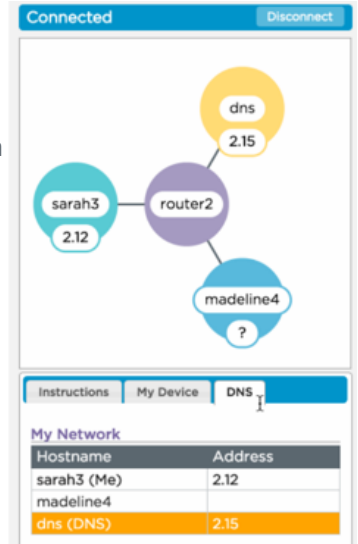 Connected Disconnect
dns
2.15
sarah3 router2
2.12
madeline4
?
Instructions My Device DNS
My Network
Hostname Address
sarah3 (Me) 2.12
madeline4
dns (DNS) 2.15